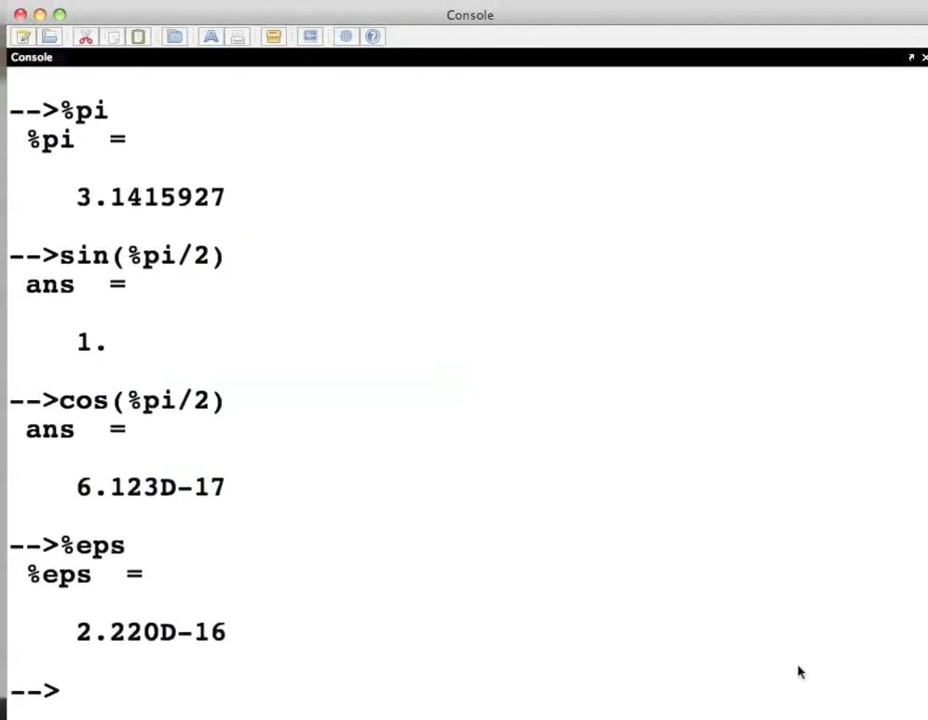 Console
Console
-->%pi
%pi =
3.1415927
-->sin(%pi/2)
ans =
1.
-->cos(%pi/2)
ans =
6.123D-17
-->%eps
%eps =
2.220D-16
-->